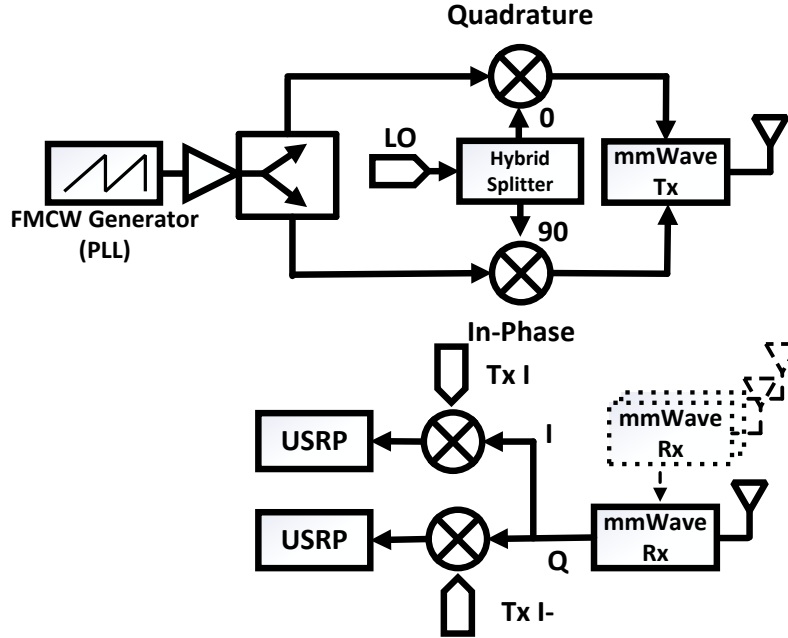 Quadrature
0
LO
Hybrid
Splitter
mmWave
Tx
FMCW Generator
(PLL)
90
In-Phase
Tx I
I
mmWave
Rx
USRP
USRP
mmWave
Rx
Q
Tx I-